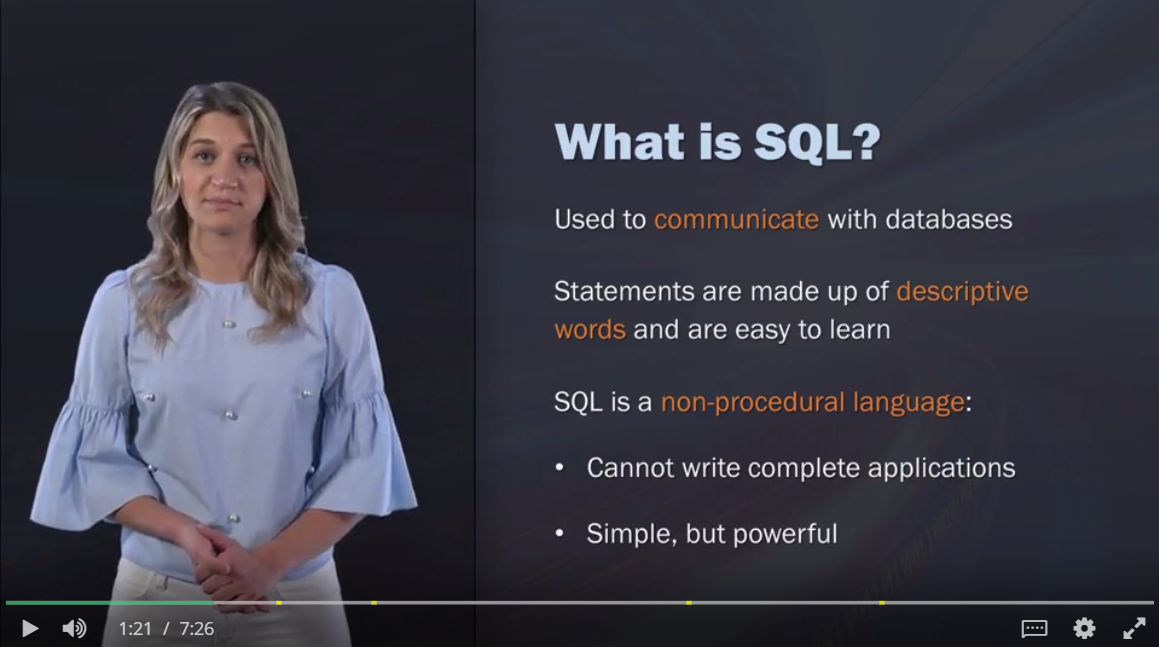 What is SQL?
Used to communicate with databases
Statements are made up of descriptive
words and are easy to learn
SQL is a non-procedural language:
• Cannot write complete applications
• Simple, but powerful
1:21 / 7:26